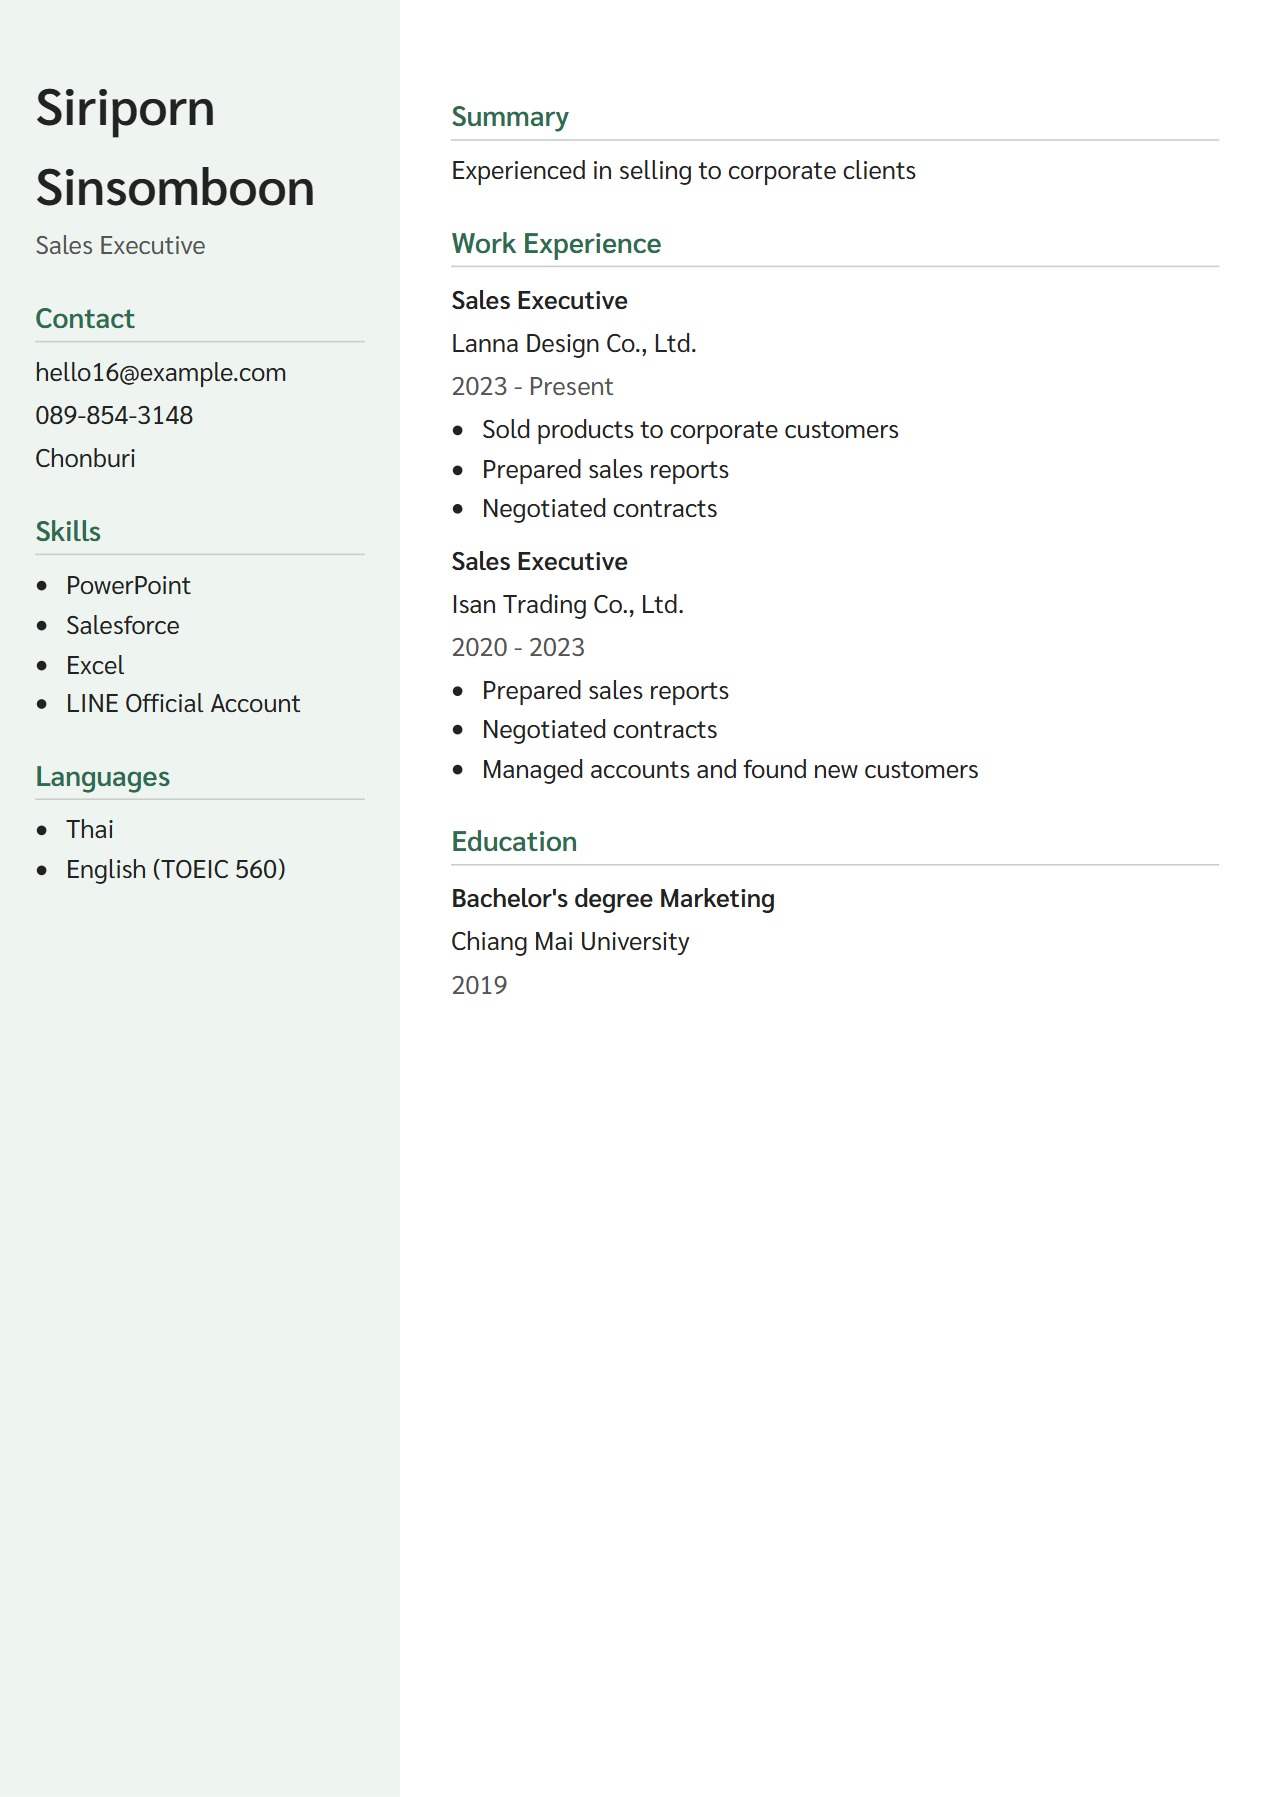 Siriporn
Sinsomboon
Sales Executive
Contact
hello16@example.com
089-854-3148
Chonburi
Skills
• PowerPoint
• Salesforce
• Excel
• LINE Official Account
Languages
• Thai
• English (TOEIC 560)
Summary
Experienced in selling to corporate clients
Work Experience
Sales Executive
Lanna Design Co., Ltd.
2023 - Present
• Sold products to corporate customers
• Prepared sales reports
• Negotiated contracts
Sales Executive
Isan Trading Co., Ltd.
2020 - 2023
• Prepared sales reports
• Negotiated contracts
• Managed accounts and found new customers
Education
Bachelor's degree Marketing
Chiang Mai University
2019